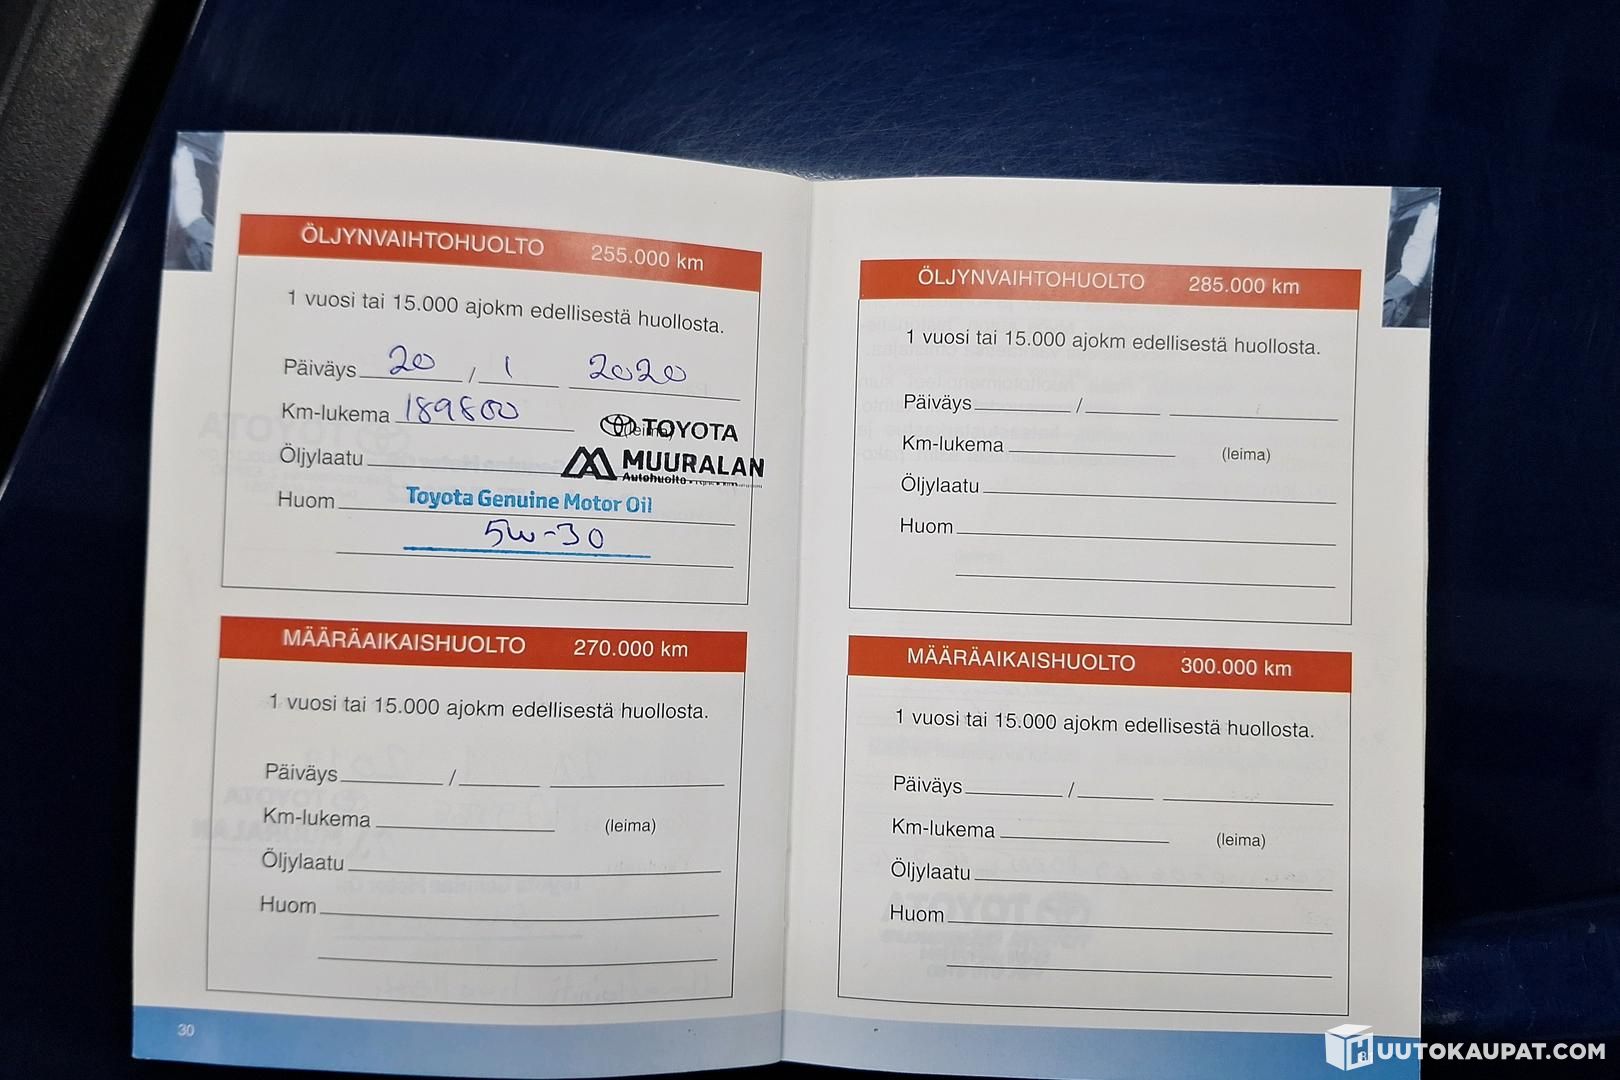 ÖLJYNVAIHTOHUOLTO 255.000 km
1 vuosi tai 15.000 ajokm edellisestä huollosta.
Päiväys 20 / 1 2020
Km-lukema 189800
(leima)
TOYOTA
Öljylaatu
MUURALAN
Autohuolto
Huom Toyota Genuine Motor Oil
5w-30
MÄÄRÄAIKAISHUOLTO 270.000 km
1 vuosi tai 15.000 ajokm edellisestä huollosta.
Päiväys /
Km-lukema (leima)
Öljylaatu
Huom
30
ÖLJYNVAIHTOHUOLTO 285.000 km
1 vuosi tai 15.000 ajokm edellisestä huollosta.
Päiväys /
Km-lukema (leima)
Öljylaatu
Huom
MÄÄRÄAIKAISHUOLTO 300.000 km
1 vuosi tai 15.000 ajokm edellisestä huollosta.
Päiväys /
Km-lukema (leima)
Öljylaatu
Huom
HUUTOKAUPAT.COM